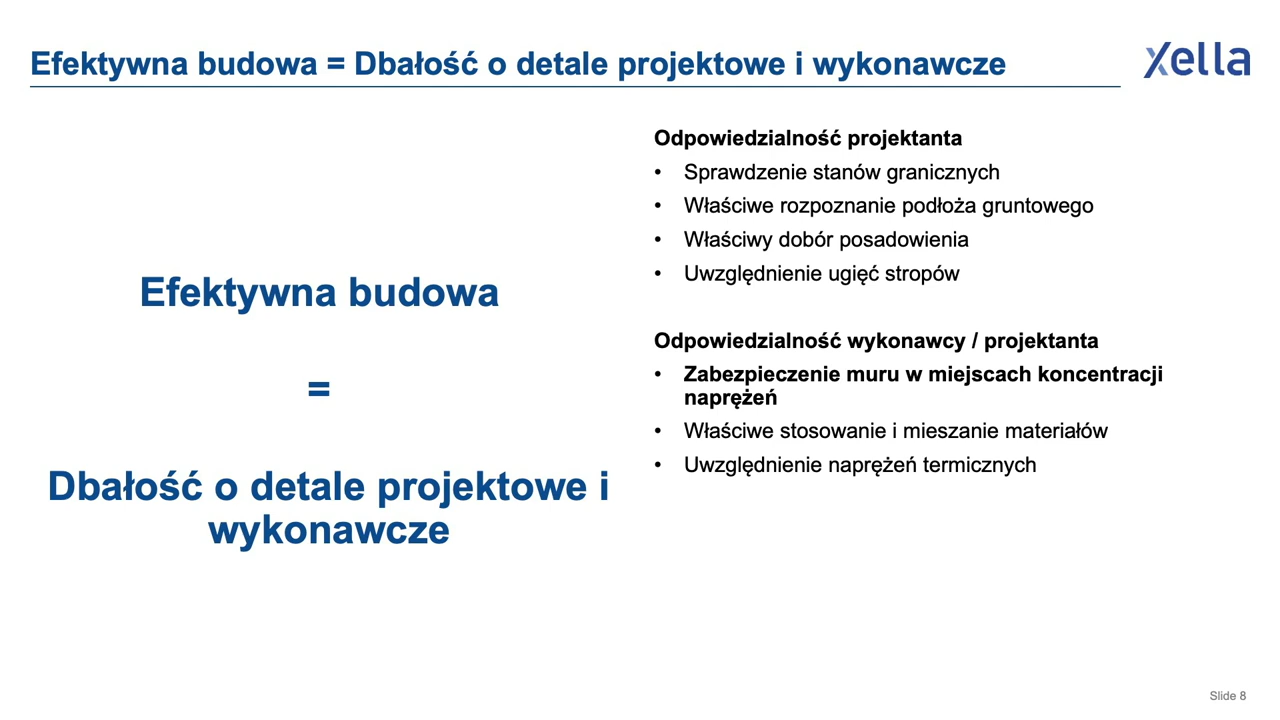 Efektywna budowa = Dbałość o detale projektowe i wykonawcze
xella
Efektywna budowa
=
Dbałość o detale projektowe i
wykonawcze
Odpowiedzialność projektanta
• Sprawdzenie stanów granicznych
• Właściwe rozpoznanie podłoża gruntowego
• Właściwy dobór posadowienia
• Uwzględnienie ugięć stropów
Odpowiedzialność wykonawcy / projektanta
• Zabezpieczenie muru w miejscach koncentracji
naprężeń
• Właściwe stosowanie i mieszanie materiałów
• Uwzględnienie naprężeń termicznych
Slide 8